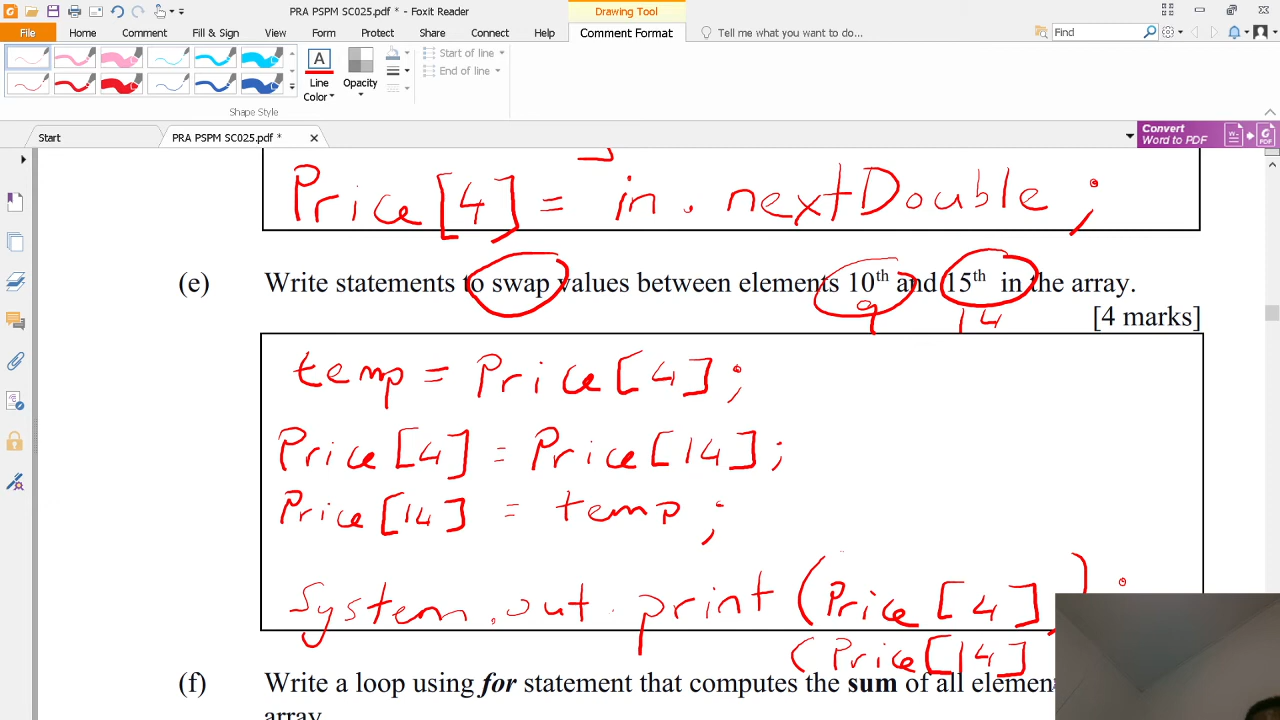 PRA PSPM SC025.pdf * - Foxit Reader
Drawing Tool
File Home Comment Fill & Sign View Form Protect Share Connect Help Comment Format Tell me what you want to do... Find
Line Color
Opacity
Start of line
End of line
Shape Style
Start
PRA PSPM SC025.pdf *
Convert Word to PDF
Price[4] = in.nextDouble;
(e) Write statements to swap values between elements 10th and 15th in the array.
9 14
[4 marks]
temp = Price[4];
Price[4] = Price[14];
Price[14] = temp;
System.out.print(Price[4]);
(Price[14]
(f) Write a loop using for statement that computes the sum of all
array.